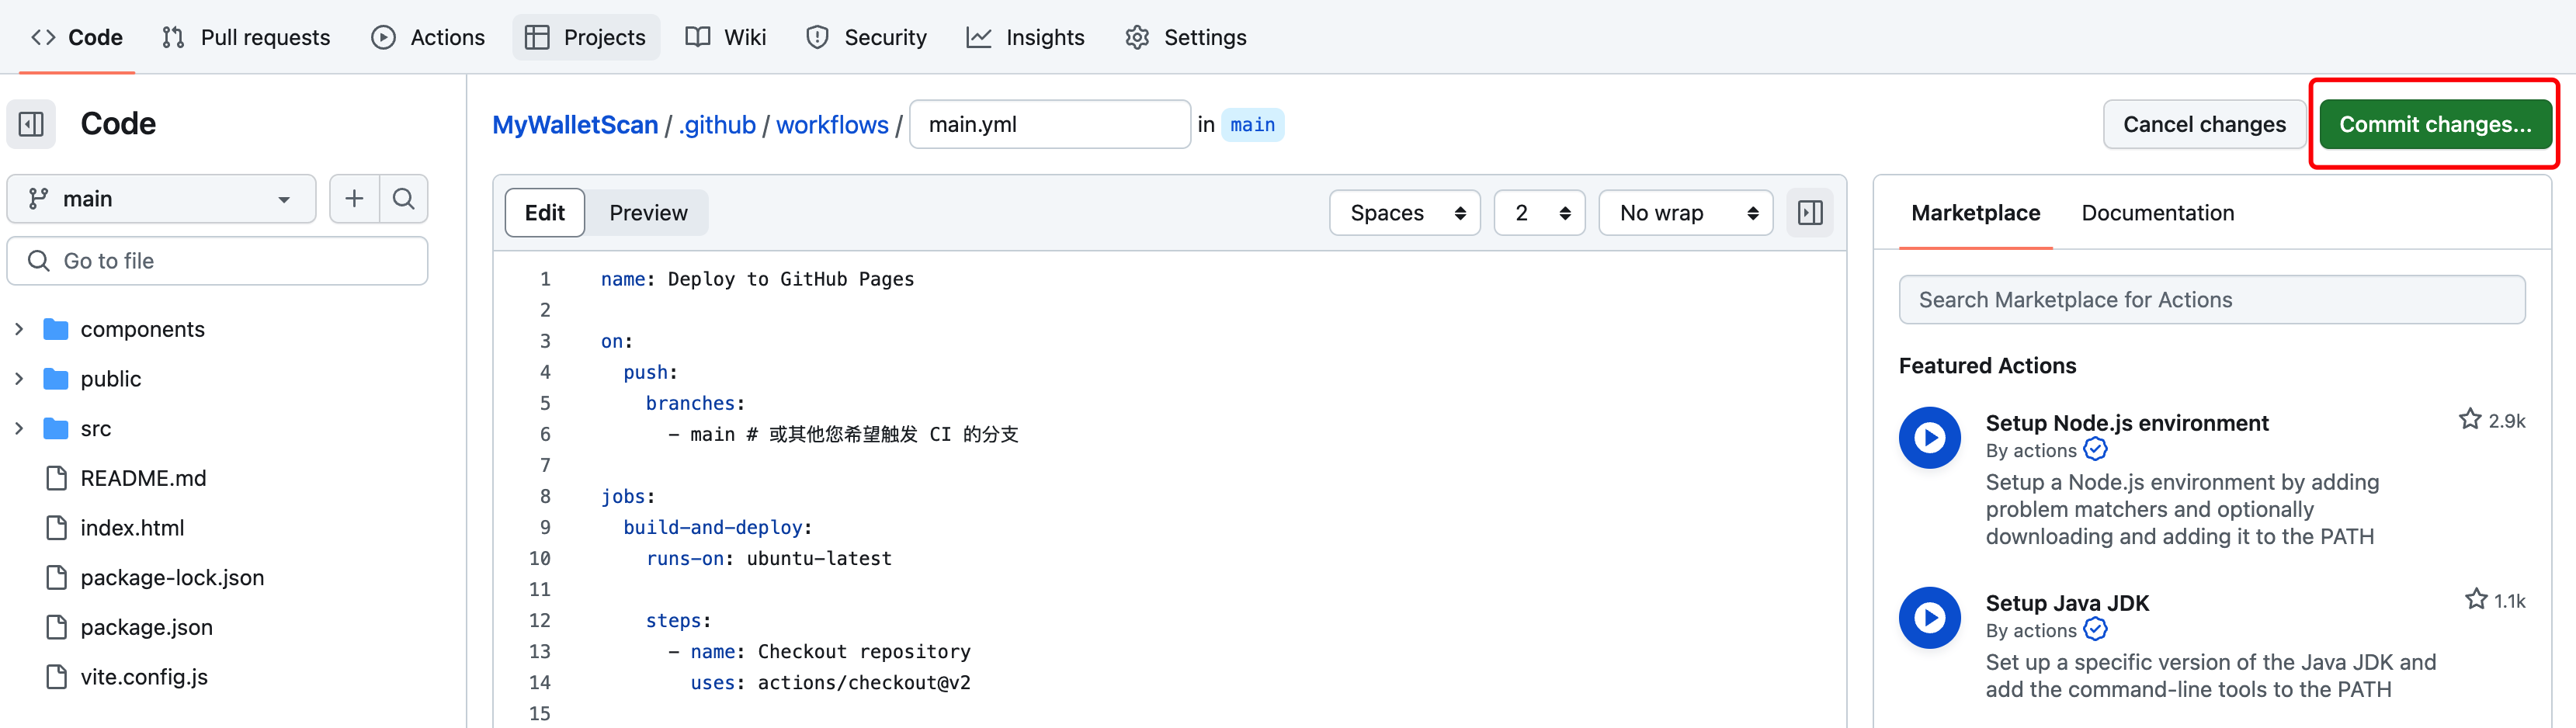 Code Pull requests Actions Projects Wiki Security Insights Settings
Code
main
Go to file
components
public
src
README.md
index.html
package-lock.json
package.json
vite.config.js
MyWalletScan / .github / workflows / main.yml in main
Cancel changes Commit changes...
Edit Preview Spaces 2 No wrap
1 name: Deploy to GitHub Pages
2
3 on:
4 push:
5 branches:
6 - main # 或其他您希望触发 CI 的分支
7
8 jobs:
9 build-and-deploy:
10 runs-on: ubuntu-latest
11
12 steps:
13 - name: Checkout repository
14 uses: actions/checkout@v2
15
Marketplace Documentation
Search Marketplace for Actions
Featured Actions
Setup Node.js environment 2.9k
By actions
Setup a Node.js environment by adding
problem matchers and optionally
downloading and adding it to the PATH
Setup Java JDK 1.1k
By actions
Set up a specific version of the Java JDK and
add the command-line tools to the PATH